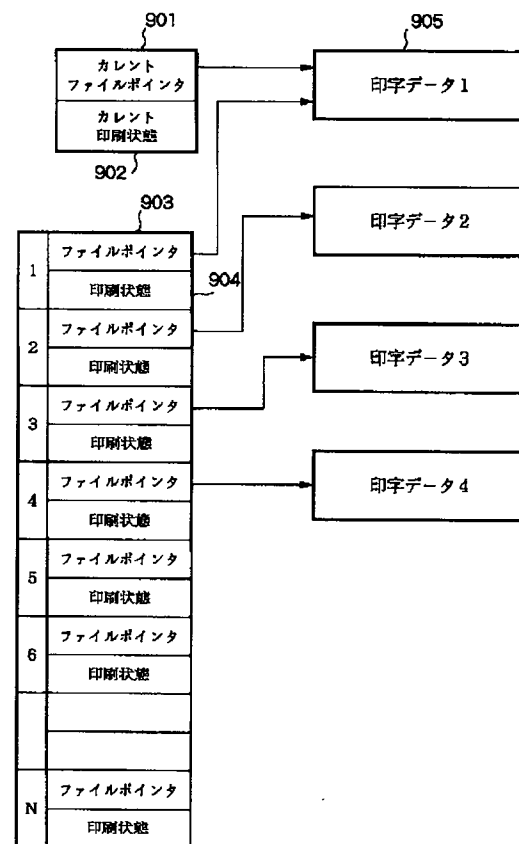 901
カレント
ファイルポインタ
カレント
印刷状態
902
905
印字データ1
印字データ2
印字データ3
印字データ4
903
904
1
ファイルポインタ
印刷状態
2
ファイルポインタ
印刷状態
3
ファイルポインタ
印刷状態
4
ファイルポインタ
印刷状態
5
ファイルポインタ
印刷状態
6
ファイルポインタ
印刷状態
N
ファイルポインタ
印刷状態